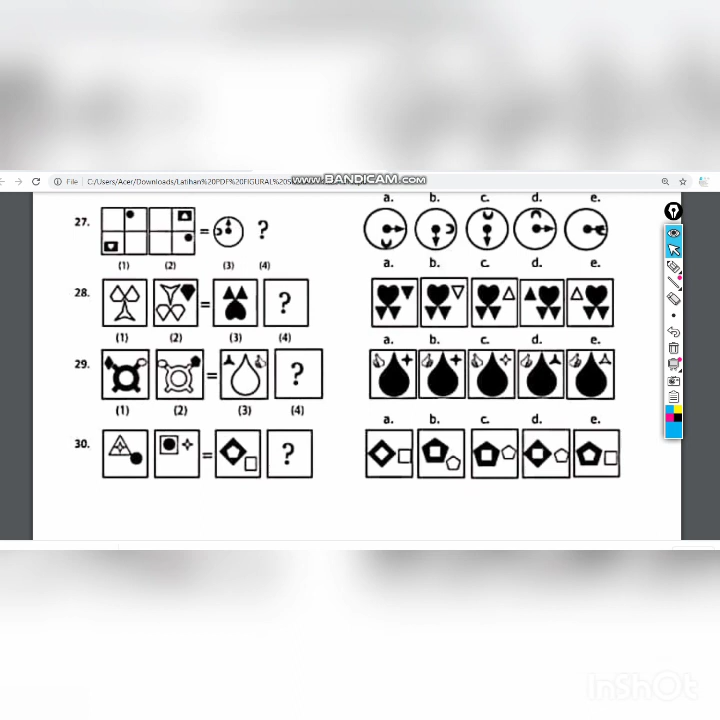 File C:/Users/Acer/Downloads/Latihan%20PDF%20FIGURAL%20S
www.BANDICAM.com
a. b. c. d. e.
27. = ?
(1) (2) (3) (4)
a. b. c. d. e.
28. = ?
(1) (2) (3) (4)
a. b. c. d. e.
29. = ?
(1) (2) (3) (4)
a. b. c. d. e.
30. = ?
InShOt